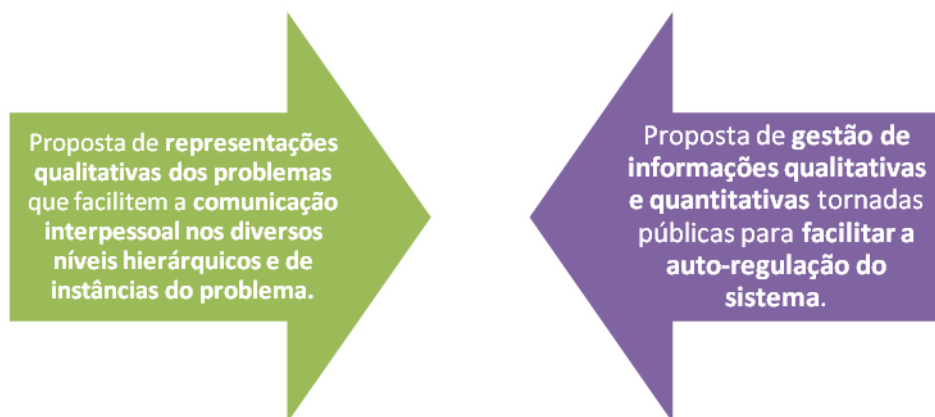 Proposta de representações
qualitativas dos problemas
que facilitem a comunicação
interpessoal nos diversos
níveis hierárquicos e de
instâncias do problema.
Proposta de gestão de
informações qualitativas
e quantitativas tornadas
públicas para facilitar a
auto-regulação do
sistema.